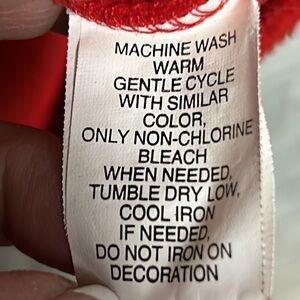 MACHINE WASH
WARM
GENTLE CYCLE
WITH SIMILAR
COLOR,
ONLY NON-CHLORINE
BLEACH
WHEN NEEDED,
TUMBLE DRY LOW,
COOL IRON
IF NEEDED,
DO NOT IRON ON
DECORATION